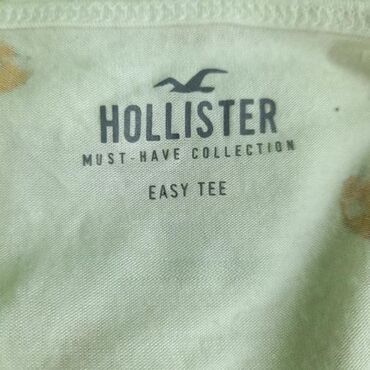 HOLLISTER
MUST-HAVE COLLECTION
EASY TEE